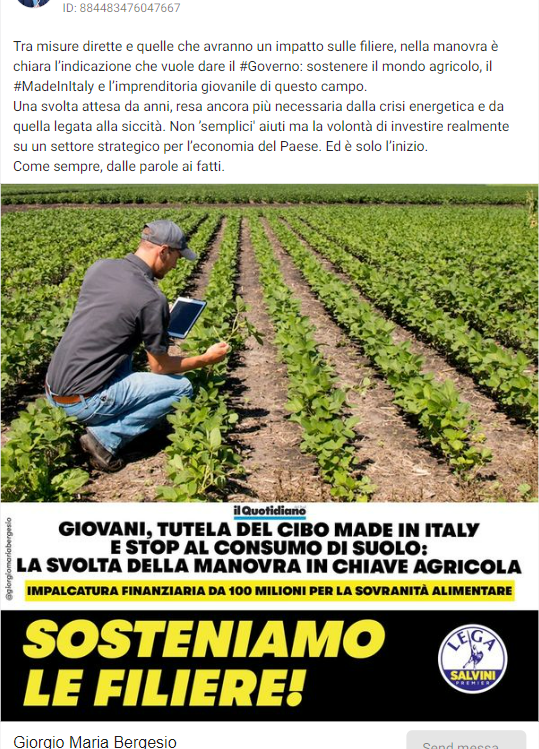 ID: 884483476047667
Tra misure dirette e quelle che avranno un impatto sulle filiere, nella manovra è
chiara l’indicazione che vuole dare il #Governo: sostenere il mondo agricolo, il
#MadeInItaly e l’imprenditoria giovanile di questo campo.
Una svolta attesa da anni, resa ancora più necessaria dalla crisi energetica e da
quella legata alla siccità. Non 'semplici' aiuti ma la volontà di investire realmente
su un settore strategico per l’economia del Paese. Ed è solo l’inizio.
Come sempre, dalle parole ai fatti.
@giorgiomariabergesio
il Quotidiano
GIOVANI, TUTELA DEL CIBO MADE IN ITALY
E STOP AL CONSUMO DI SUOLO:
LA SVOLTA DELLA MANOVRA IN CHIAVE AGRICOLA
IMPALCATURA FINANZIARIA DA 100 MILIONI PER LA SOVRANITÀ ALIMENTARE
SOSTENIAMO
LE FILIERE!
LEGA
SALVINI
PREMIER
Giorgio Maria Bergesio
Send messa